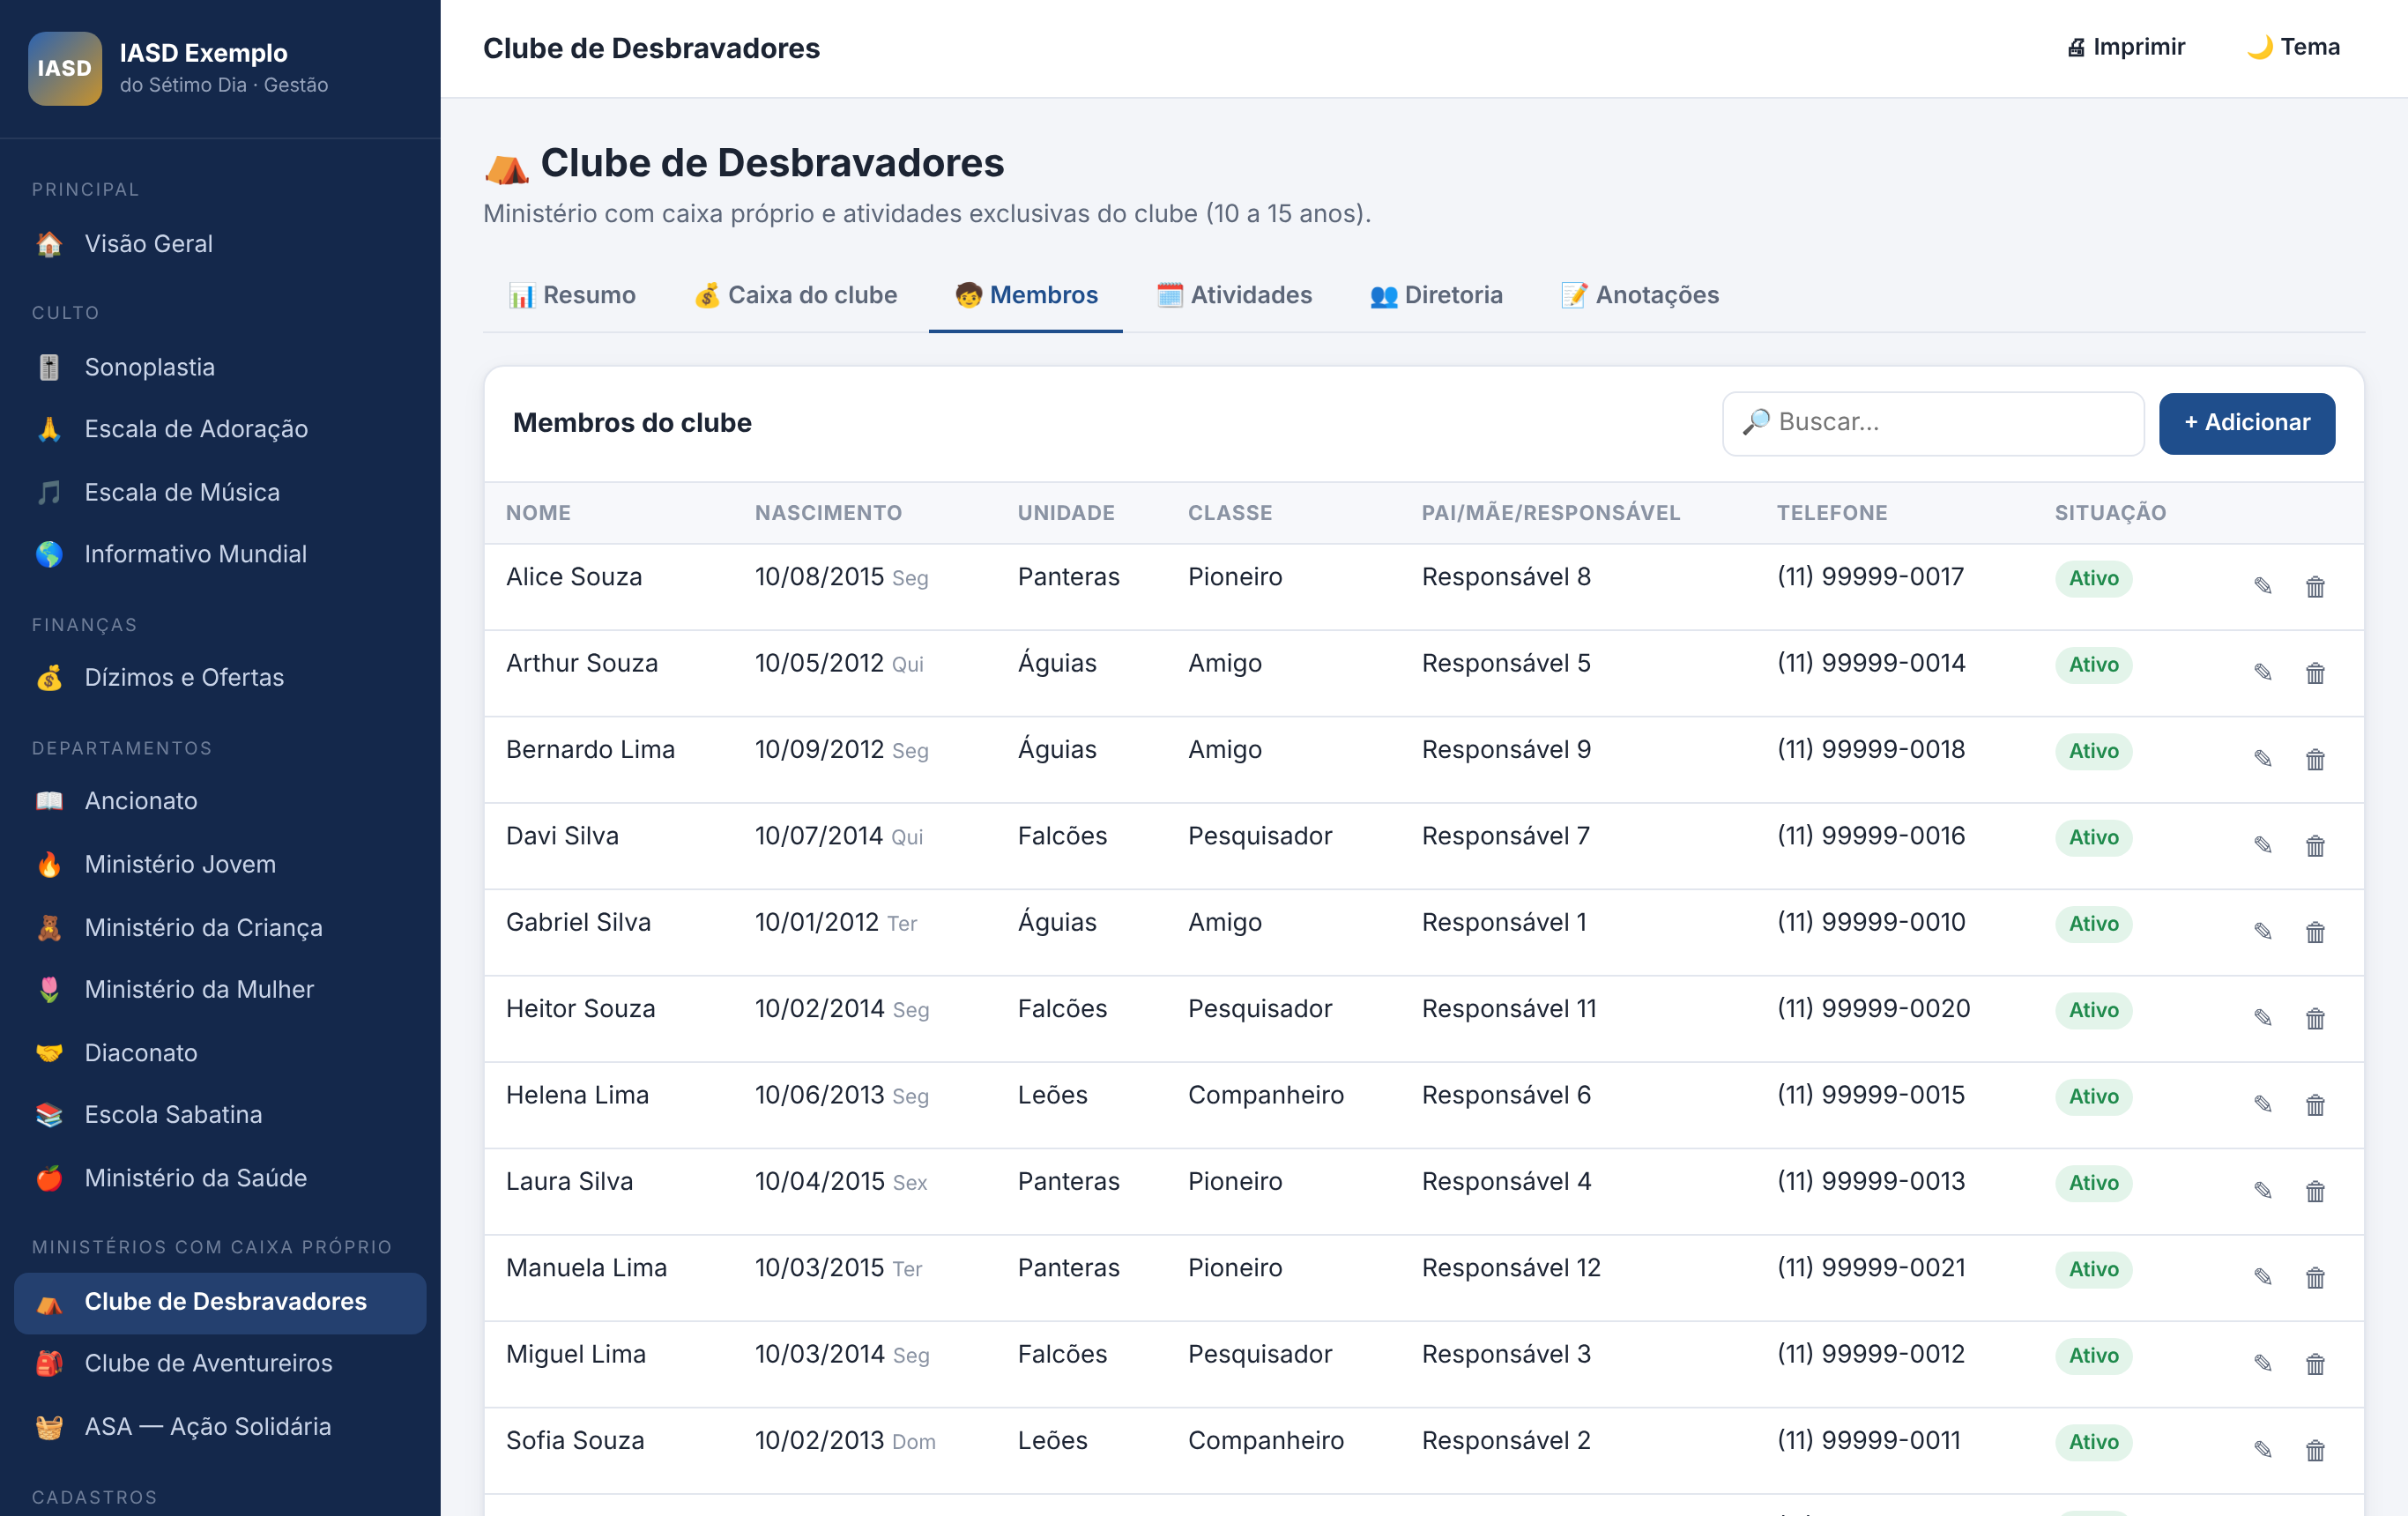 IASD
IASD Exemplo
do Sétimo Dia · Gestão
PRINCIPAL
Visão Geral
CULTO
Sonoplastia
Escala de Adoração
Escala de Música
Informativo Mundial
FINANÇAS
Dízimos e Ofertas
DEPARTAMENTOS
Ancionato
Ministério Jovem
Ministério da Criança
Ministério da Mulher
Diaconato
Escola Sabatina
Ministério da Saúde
MINISTÉRIOS COM CAIXA PRÓPRIO
Clube de Desbravadores
Clube de Aventureiros
ASA — Ação Solidária
CADASTROS
Clube de Desbravadores
Imprimir Tema
Clube de Desbravadores
Ministério com caixa próprio e atividades exclusivas do clube (10 a 15 anos).
Resumo Caixa do clube Membros Atividades Diretoria Anotações
Membros do clube Buscar... + Adicionar
NOME NASCIMENTO UNIDADE CLASSE PAI/MÃE/RESPONSÁVEL TELEFONE SITUAÇÃO
Alice Souza 10/08/2015 Seg Panteras Pioneiro Responsável 8 (11) 99999-0017 Ativo
Arthur Souza 10/05/2012 Qui Águias Amigo Responsável 5 (11) 99999-0014 Ativo
Bernardo Lima 10/09/2012 Seg Águias Amigo Responsável 9 (11) 99999-0018 Ativo
Davi Silva 10/07/2014 Qui Falcões Pesquisador Responsável 7 (11) 99999-0016 Ativo
Gabriel Silva 10/01/2012 Ter Águias Amigo Responsável 1 (11) 99999-0010 Ativo
Heitor Souza 10/02/2014 Seg Falcões Pesquisador Responsável 11 (11) 99999-0020 Ativo
Helena Lima 10/06/2013 Seg Leões Companheiro Responsável 6 (11) 99999-0015 Ativo
Laura Silva 10/04/2015 Sex Panteras Pioneiro Responsável 4 (11) 99999-0013 Ativo
Manuela Lima 10/03/2015 Ter Panteras Pioneiro Responsável 12 (11) 99999-0021 Ativo
Miguel Lima 10/03/2014 Seg Falcões Pesquisador Responsável 3 (11) 99999-0012 Ativo
Sofia Souza 10/02/2013 Dom Leões Companheiro Responsável 2 (11) 99999-0011 Ativo